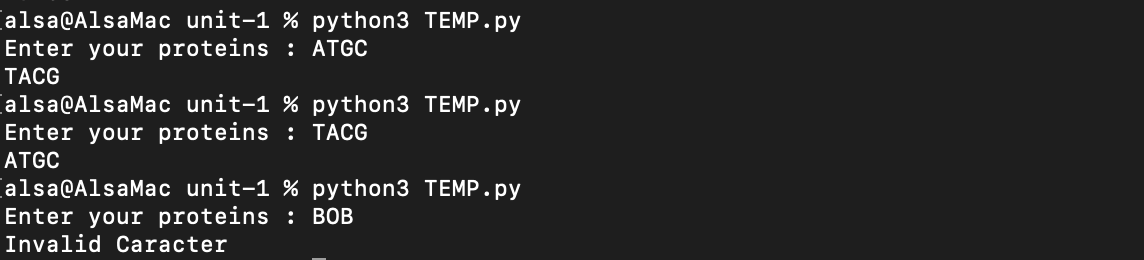 alsa@AlsaMac unit-1 % python3 TEMP.py
Enter your proteins : ATGC
TACG
alsa@AlsaMac unit-1 % python3 TEMP.py
Enter your proteins : TACG
ATGC
alsa@AlsaMac unit-1 % python3 TEMP.py
Enter your proteins : BOB
Invalid Caracter